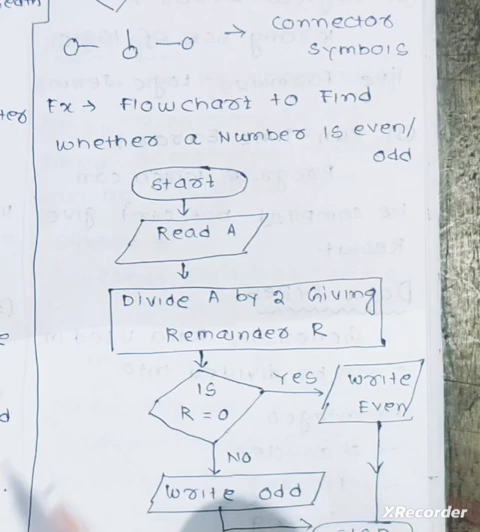 → Connector
Symbols
Ex → Flowchart to Find
whether a Number is even/
odd
Start
Read A
Divide A by 2 Giving
Remainder R
Is
R = 0
Yes
Write
Even
No
Write odd
XRecorder